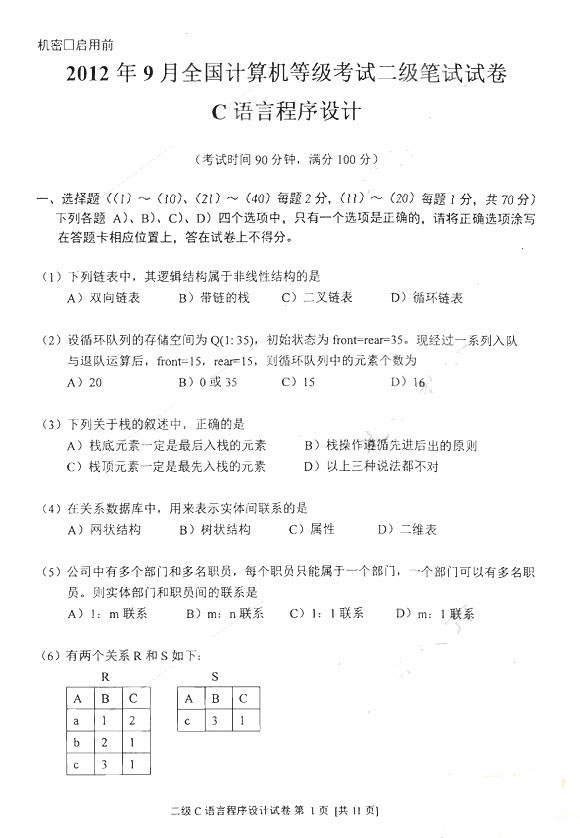 机密□启用前
2012 年 9 月全国计算机等级考试二级笔试试卷
C 语言程序设计
（考试时间 90 分钟，满分 100 分）
一、选择题（(1) ～ (10)、(21) ～ (40) 每题 2 分，(11) ～ (20) 每题 1 分，共 70 分）
下列各题 A)、B)、C)、D) 四个选项中，只有一个选项是正确的，请将正确选项涂写
在答题卡相应位置上，答在试卷上不得分。
（1）下列链表中，其逻辑结构属于非线性结构的是
A）双向链表 B）带链的栈 C）二叉链表 D）循环链表
（2）设循环队列的存储空间为 Q(1: 35)，初始状态为 front=rear=35。现经过一系列入队
与退队运算后，front=15，rear=15，则循环队列中的元素个数为
A）20 B）0 或 35 C）15 D）16
（3）下列关于栈的叙述中，正确的是
A）栈底元素一定是最后入栈的元素 B）栈操作遵循先进后出的原则
C）栈顶元素一定是最先入栈的元素 D）以上三种说法都不对
（4）在关系数据库中，用来表示实体间联系的是
A）网状结构 B）树状结构 C）属性 D）二维表
（5）公司中有多个部门和多名职员，每个职员只能属于一个部门，一个部门可以有多名职
员。则实体部门和职员间的联系是
A）1：m 联系 B）m：n 联系 C）1：1 联系 D）m：1 联系
（6）有两个关系 R 和 S 如下：
R S
A B C A B C
a 1 2 c 3 1
b 2 1
c 3 1
二级 C 语言程序设计试卷 第 1 页 [共 11 页]